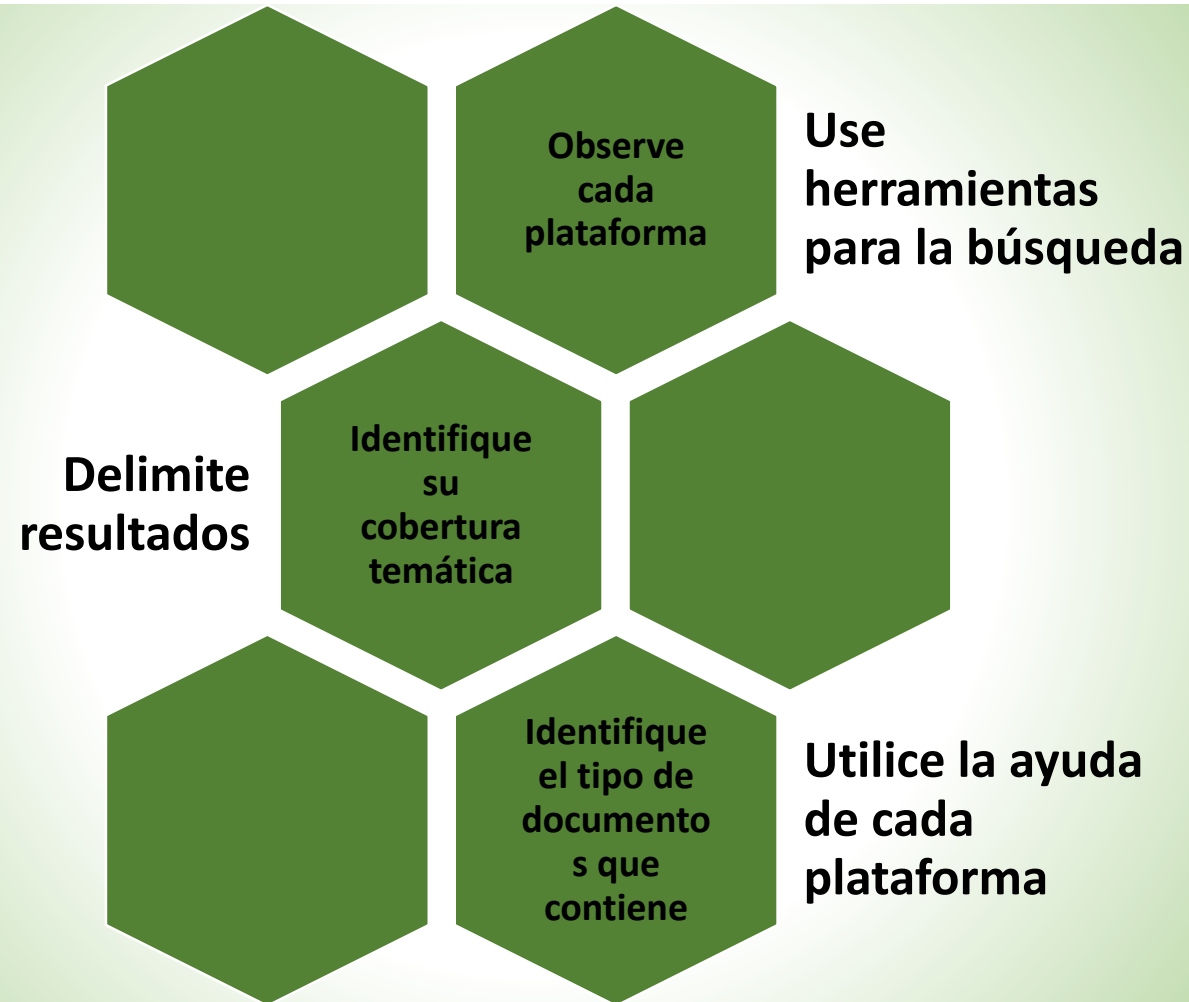 Observe
cada
plataforma
Use
herramientas
para la búsqueda
Delimite
resultados
Identifique
su
cobertura
temática
Identifique
el tipo de
documento
s que
contiene
Utilice la ayuda
de cada
plataforma